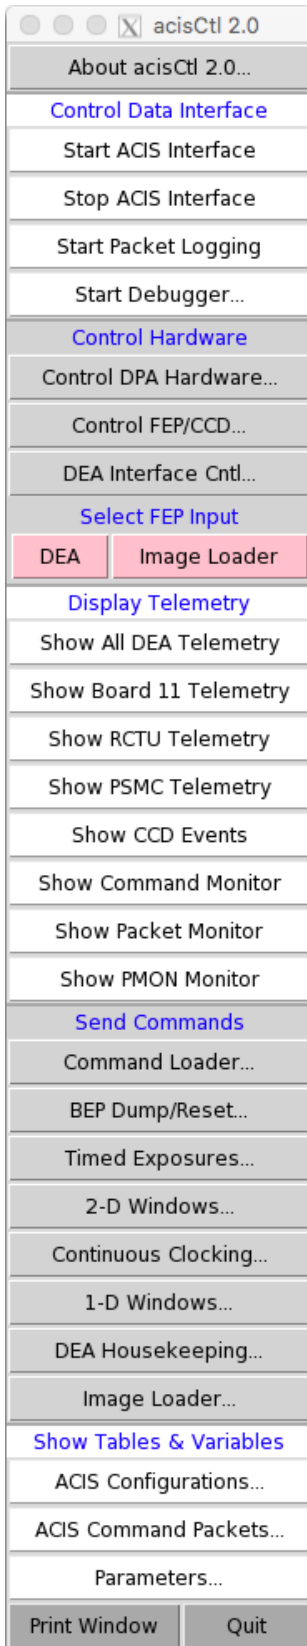 acisCtl 2.0
About acisCtl 2.0...
Control Data Interface
Start ACIS Interface
Stop ACIS Interface
Start Packet Logging
Start Debugger...
Control Hardware
Control DPA Hardware...
Control FEP/CCD...
DEA Interface Cntl...
Select FEP Input
DEA Image Loader
Display Telemetry
Show All DEA Telemetry
Show Board 11 Telemetry
Show RCTU Telemetry
Show PSMC Telemetry
Show CCD Events
Show Command Monitor
Show Packet Monitor
Show PMON Monitor
Send Commands
Command Loader...
BEP Dump/Reset...
Timed Exposures...
2-D Windows...
Continuous Clocking...
1-D Windows...
DEA Housekeeping...
Image Loader...
Show Tables & Variables
ACIS Configurations...
ACIS Command Packets...
Parameters...
Print Window Quit